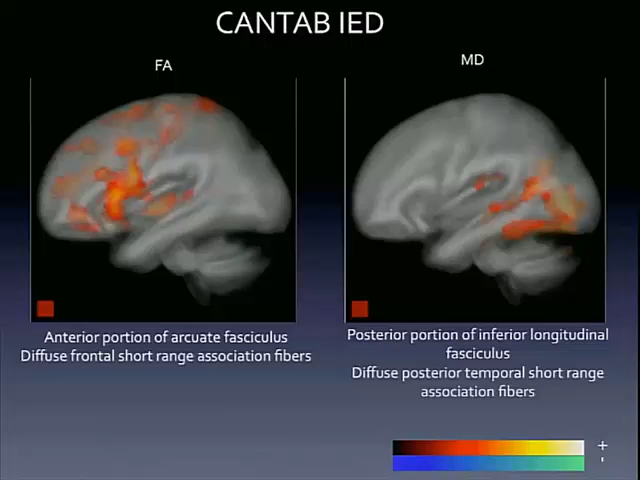 CANTAB IED
FA
MD
Anterior portion of arcuate fasciculus
Diffuse frontal short range association fibers
Posterior portion of inferior longitudinal
fasciculus
Diffuse posterior temporal short range
association fibers
+